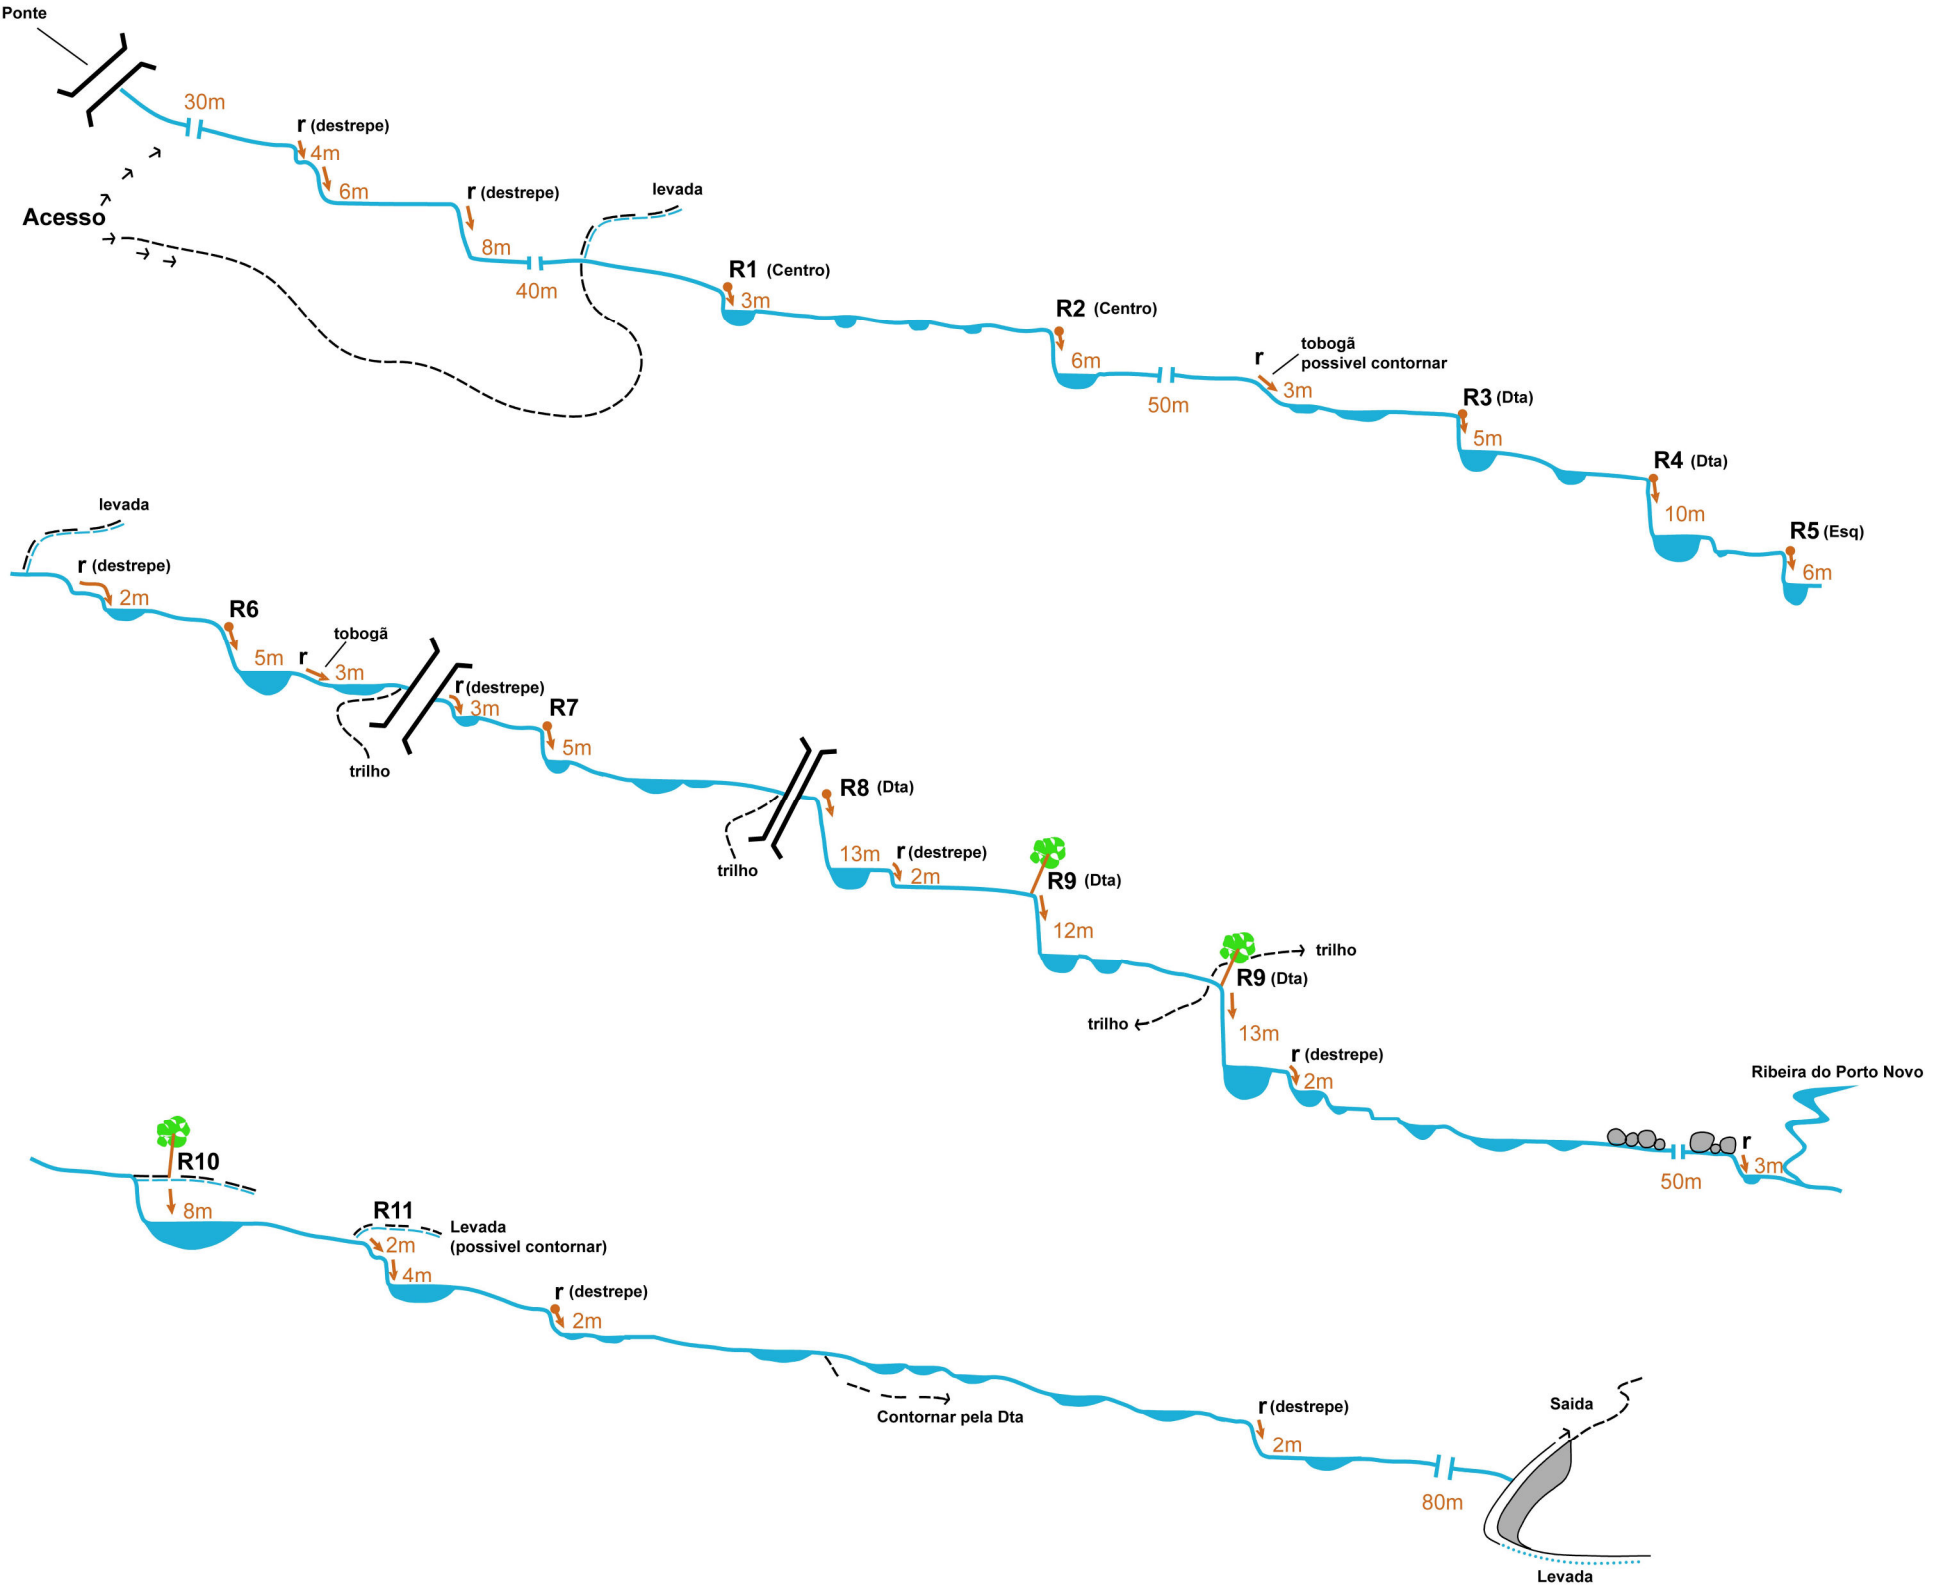 Ponte
30m
r (destrepe)
4m
6m
Acesso
r (destrepe)
8m
40m
levada
R1 (Centro)
3m
R2 (Centro)
6m
50m
r
tobogã
possivel contornar
3m
R3 (Dta)
5m
R4 (Dta)
10m
R5 (Esq)
6m
levada
r (destrepe)
2m
R6
5m
r
tobogã
3m
trilho
r (destrepe)
3m
R7
5m
trilho
R8 (Dta)
13m
r (destrepe)
2m
R9 (Dta)
12m
trilho
R9 (Dta)
trilho
13m
r (destrepe)
2m
Ribeira do Porto Novo
50m
r
3m
R10
8m
R11
Levada
(possivel contornar)
2m
4m
r (destrepe)
2m
Contornar pela Dta
r (destrepe)
2m
80m
Saida
Levada